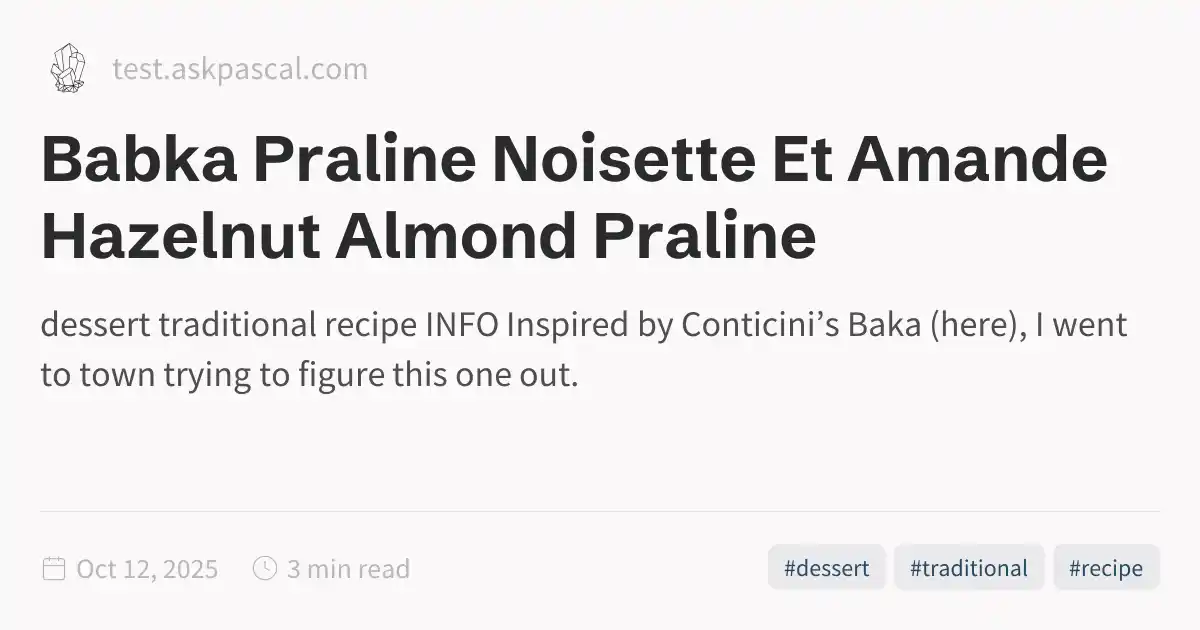 test.askpascal.com
Babka Praline Noisette Et Amande
Hazelnut Almond Praline
dessert traditional recipe INFO Inspired by Conticini’s Baka (here), I went
to town trying to figure this one out.
Oct 12, 2025 3 min read #dessert #traditional #recipe